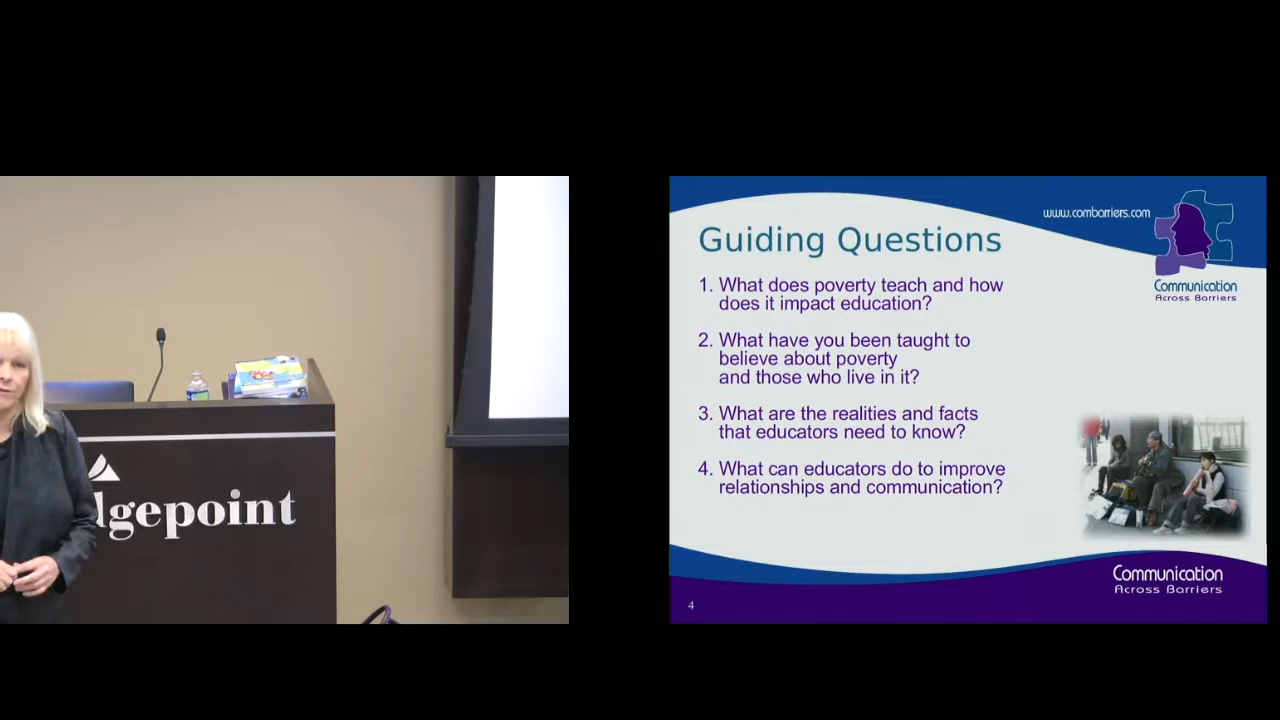 dgepoint
www.combarriers.com
Communication
Across Barriers
Guiding Questions
1. What does poverty teach and how
does it impact education?
2. What have you been taught to
believe about poverty
and those who live in it?
3. What are the realities and facts
that educators need to know?
4. What can educators do to improve
relationships and communication?
Communication
Across Barriers
4